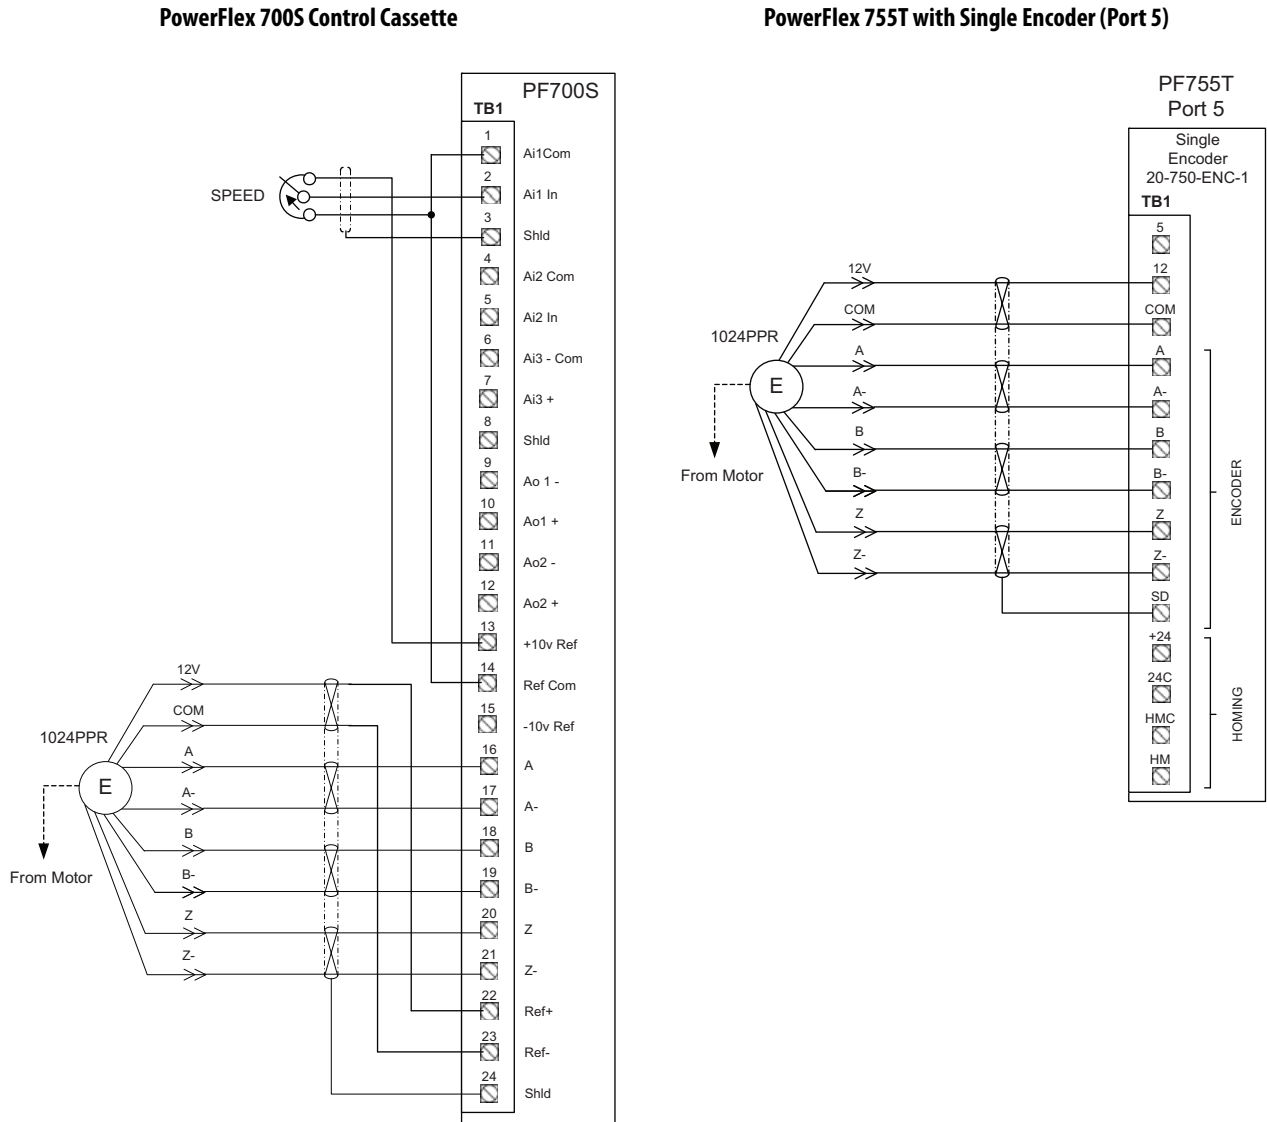 PowerFlex 700S Control Cassette
PF700S
TB1
SPEED
1
Ai1Com
2
Ai1 In
3
Shld
4
Ai2 Com
5
Ai2 In
6
Ai3 - Com
7
Ai3 +
8
Shld
9
Ao 1 -
10
Ao1 +
11
Ao2 -
12
Ao2 +
13
+10v Ref
14
Ref Com
15
-10v Ref
16
A
17
A-
18
B
19
B-
20
Z
21
Z-
22
Ref+
23
Ref-
24
Shld
12V
COM
1024PPR
A
E
A-
B
From Motor
B-
Z
Z-
PowerFlex 755T with Single Encoder (Port 5)
PF755T
Port 5
Single
Encoder
20-750-ENC-1
TB1
5
12
COM
A
A-
B
B-
Z
Z-
SD
+24
24C
HMC
HM
ENCODER
HOMING
12V
COM
1024PPR
A
E
A-
B
From Motor
B-
Z
Z-